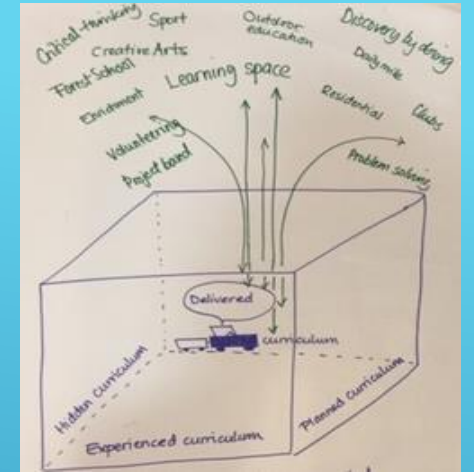 Critical-thinking
Sport
Outdoor
education
Discovery by doing
Creative Arts
Daily mile
Forest School
Learning space
Enrichment
Residential
Clubs
Volunteering
Project based
Problem solving
Delivered
curriculum
Hidden curriculum
Planned curriculum
Experienced curriculum